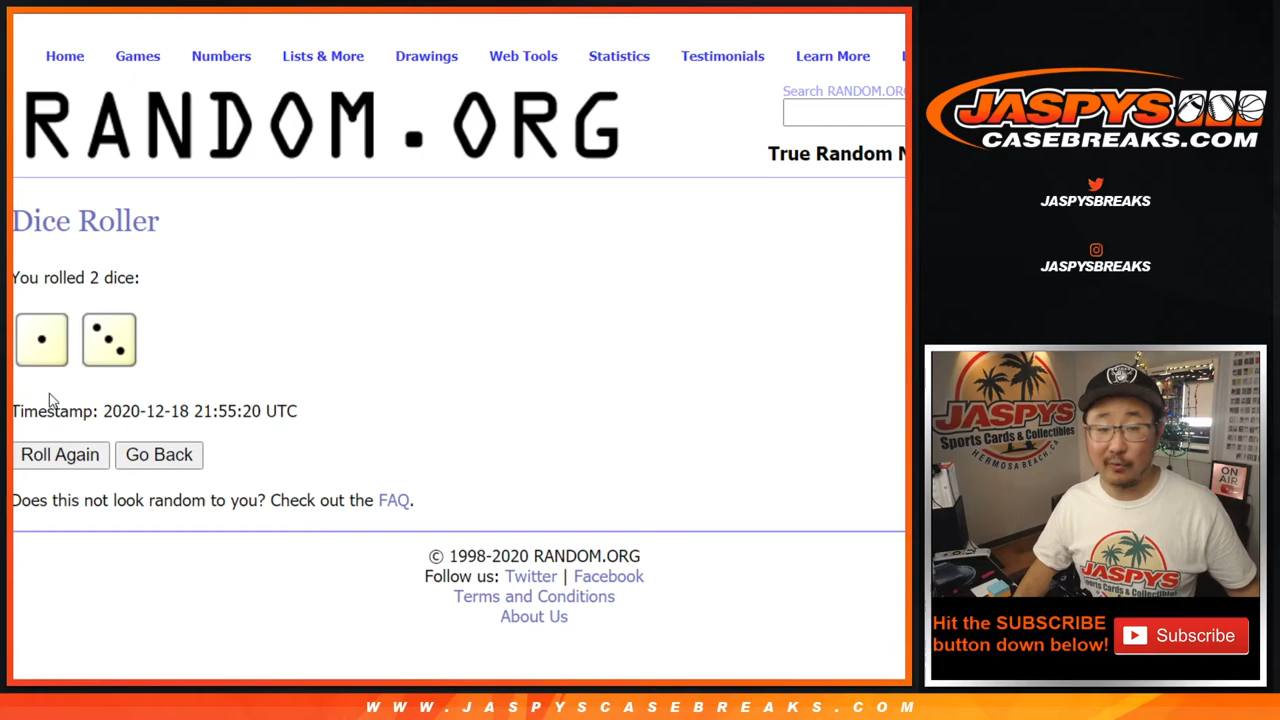 Home Games Numbers Lists & More Drawings Web Tools Statistics Testimonials Learn More
RANDOM.ORG
Search RANDOM.OR
True Random N
Dice Roller
You rolled 2 dice:
Timestamp: 2020-12-18 21:55:20 UTC
Roll Again Go Back
Does this not look random to you? Check out the FAQ.
© 1998-2020 RANDOM.ORG
Follow us: Twitter | Facebook
Terms and Conditions
About Us
JASPYS
CASEBREAKS.COM
JASPYSBREAKS
JASPYSBREAKS
JASPYS
Sports Cards & Collectibles
HERMOSA BEACH, CA
ON
AIR
JASPYS
Hit the SUBSCRIBE
button down below!
Subscribe
WWW.JASPYSCASEBREAKS.COM